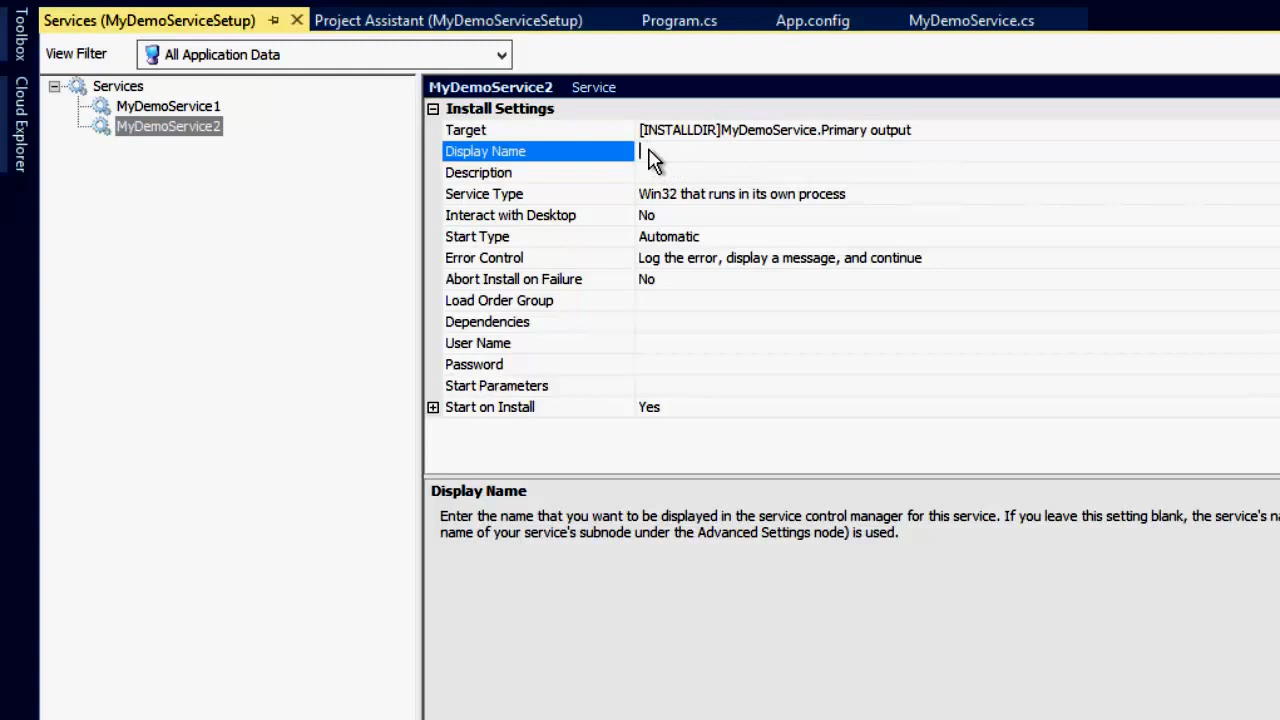 Services (MyDemoServiceSetup)
Project Assistant (MyDemoServiceSetup)
Program.cs
App.config
MyDemoService.cs
Toolbox
Cloud Explorer
View Filter
All Application Data
Services
MyDemoService1
MyDemoService2
MyDemoService2 Service
Install Settings
Target [INSTALLDIR]MyDemoService.Primary output
Display Name
Description
Service Type Win32 that runs in its own process
Interact with Desktop No
Start Type Automatic
Error Control Log the error, display a message, and continue
Abort Install on Failure No
Load Order Group
Dependencies
User Name
Password
Start Parameters
Start on Install Yes
Display Name
Enter the name that you want to be displayed in the service control manager for this service. If you leave this setting blank, the service's
name of your service's subnode under the Advanced Settings node) is used.